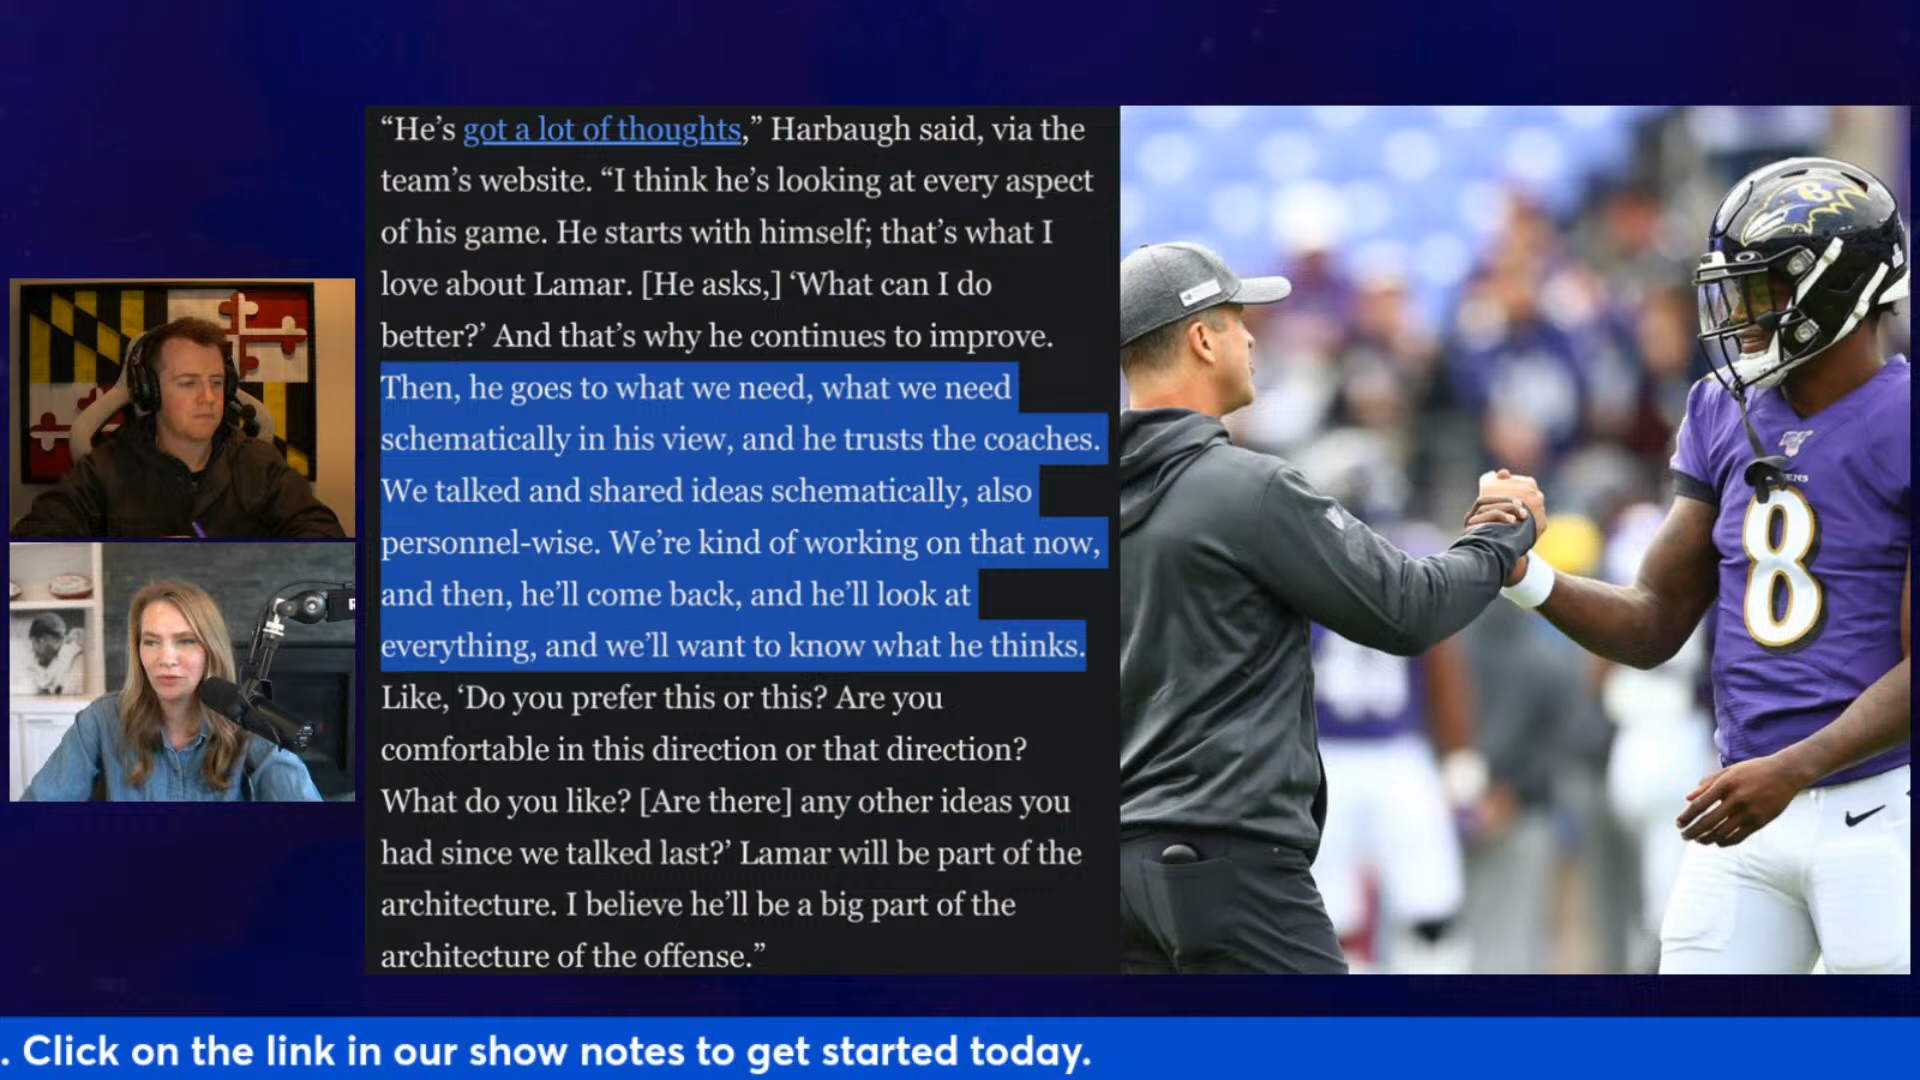 “He’s got a lot of thoughts,” Harbaugh said, via the
team’s website. “I think he’s looking at every aspect
of his game. He starts with himself; that’s what I
love about Lamar. [He asks,] ‘What can I do
better?’ And that’s why he continues to improve.
Then, he goes to what we need, what we need
schematically in his view, and he trusts the coaches.
We talked and shared ideas schematically, also
personnel-wise. We’re kind of working on that now,
and then, he’ll come back, and he’ll look at
everything, and we’ll want to know what he thinks.
Like, ‘Do you prefer this or this? Are you
comfortable in this direction or that direction?
What do you like? [Are there] any other ideas you
had since we talked last?’ Lamar will be part of the
architecture. I believe he’ll be a big part of the
architecture of the offense.”
8
. Click on the link in our show notes to get started today.